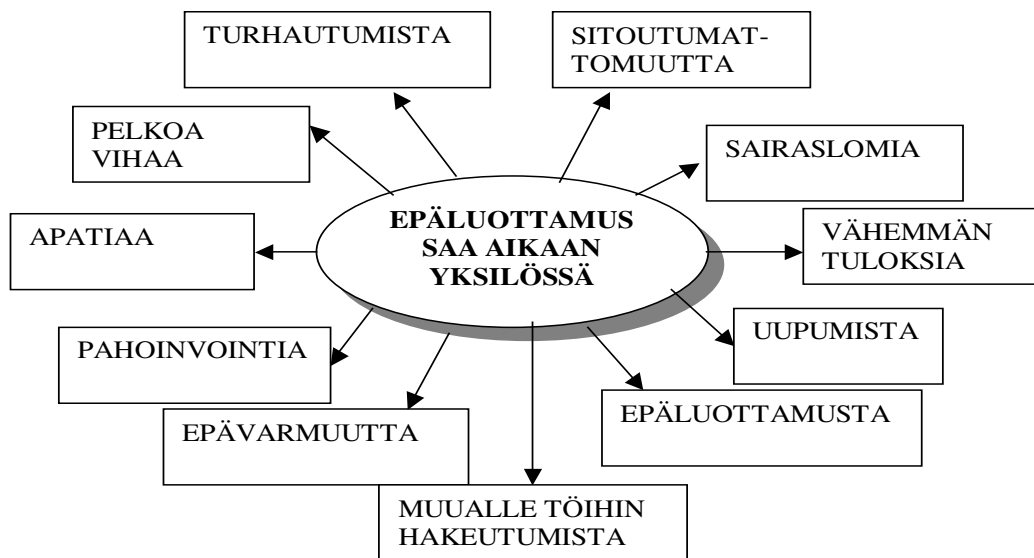 TURHAUTUMISTA
SITOUTUMAT-
TOMUUTTA
PELKOA
VIHAA
SAIRASLOMIA
EPÄLUOTTAMUS
SAA AIKAAN
YKSILÖSSÄ
APATIAA
VÄHEMMÄN
TULOKSIA
PAHOINVOINTIA
UUPUMISTA
EPÄVARMUUTTA
EPÄLUOTTAMUSTA
MUUALLE TÖIHIN
HAKEUTUMISTA